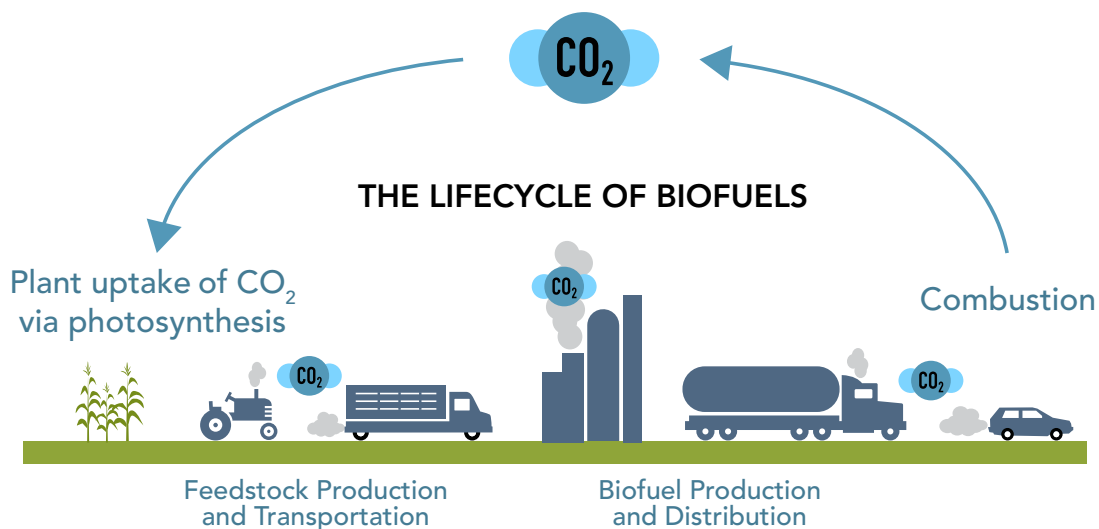 CO₂
THE LIFECYCLE OF BIOFUELS
Plant uptake of CO₂
via photosynthesis
CO₂
Combustion
CO₂
CO₂
Feedstock Production
and Transportation
Biofuel Production
and Distribution